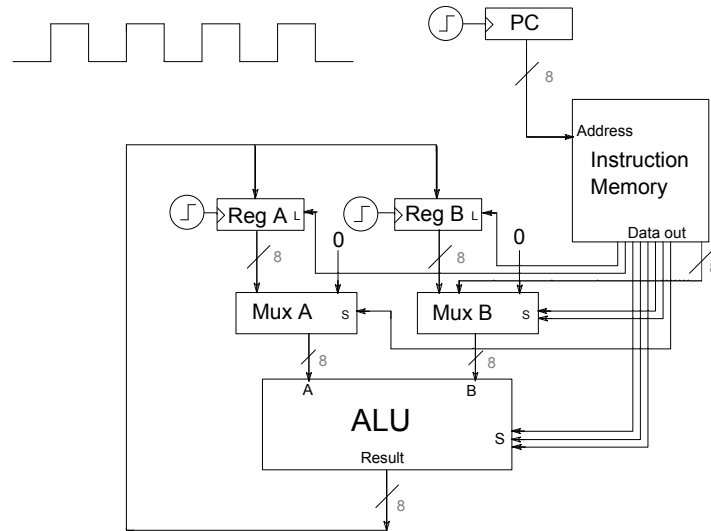 PC
8
Address
Instruction
Memory
Data out
8
Reg A L
Reg B L
8
0
8
0
Mux A S
Mux B S
8
8
A
B
ALU
S
Result
8